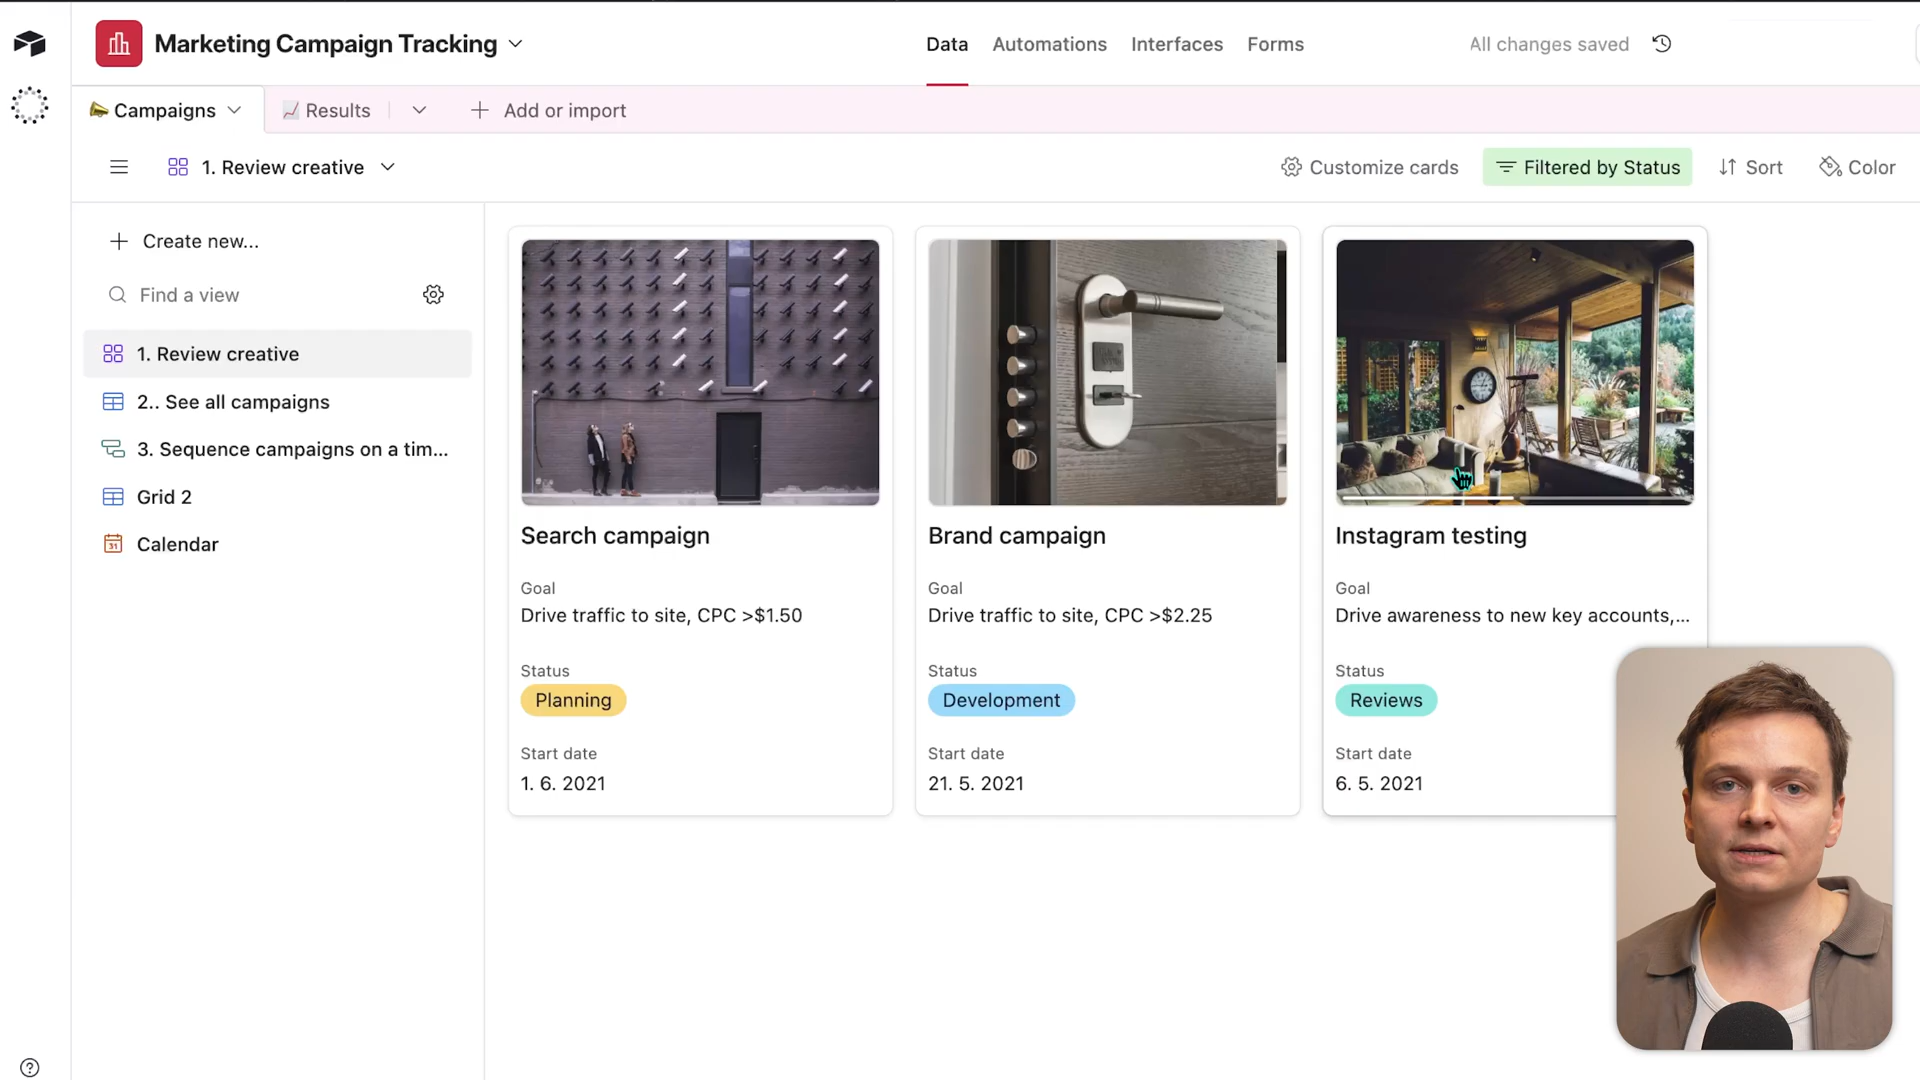 Marketing Campaign Tracking
Data
Automations
Interfaces
Forms
All changes saved
Campaigns
Results
Add or import
1. Review creative
Customize cards
Filtered by Status
Sort
Color
Create new...
Find a view
1. Review creative
2.. See all campaigns
3. Sequence campaigns on a tim...
Grid 2
31
Calendar
Search campaign
Goal
Drive traffic to site, CPC >$1.50
Status
Planning
Start date
1. 6. 2021
Brand campaign
Goal
Drive traffic to site, CPC >$2.25
Status
Development
Start date
21. 5. 2021
Instagram testing
Goal
Drive awareness to new key accounts,...
Status
Reviews
Start date
6. 5. 2021